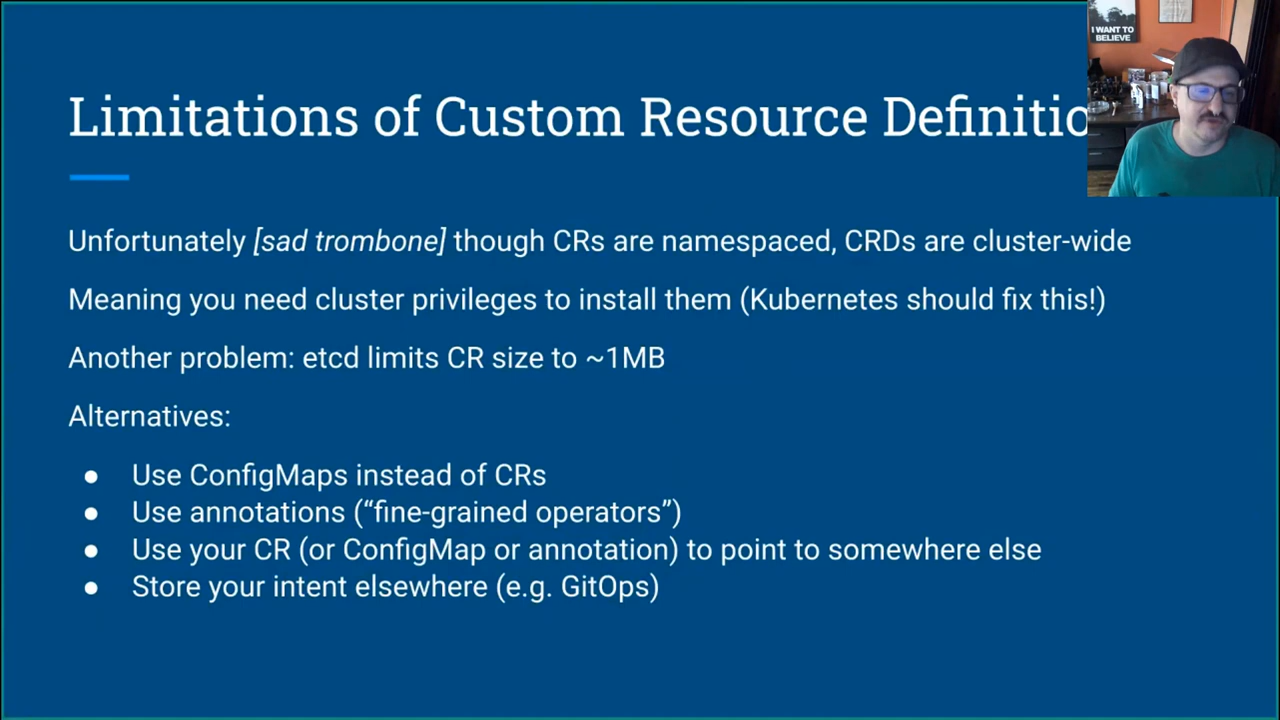 I WANT TO
BELIEVE
Limitations of Custom Resource Definitio
Unfortunately [sad trombone] though CRs are namespaced, CRDs are cluster-wide
Meaning you need cluster privileges to install them (Kubernetes should fix this!)
Another problem: etcd limits CR size to ~1MB
Alternatives:
● Use ConfigMaps instead of CRs
● Use annotations (“fine-grained operators”)
● Use your CR (or ConfigMap or annotation) to point to somewhere else
● Store your intent elsewhere (e.g. GitOps)